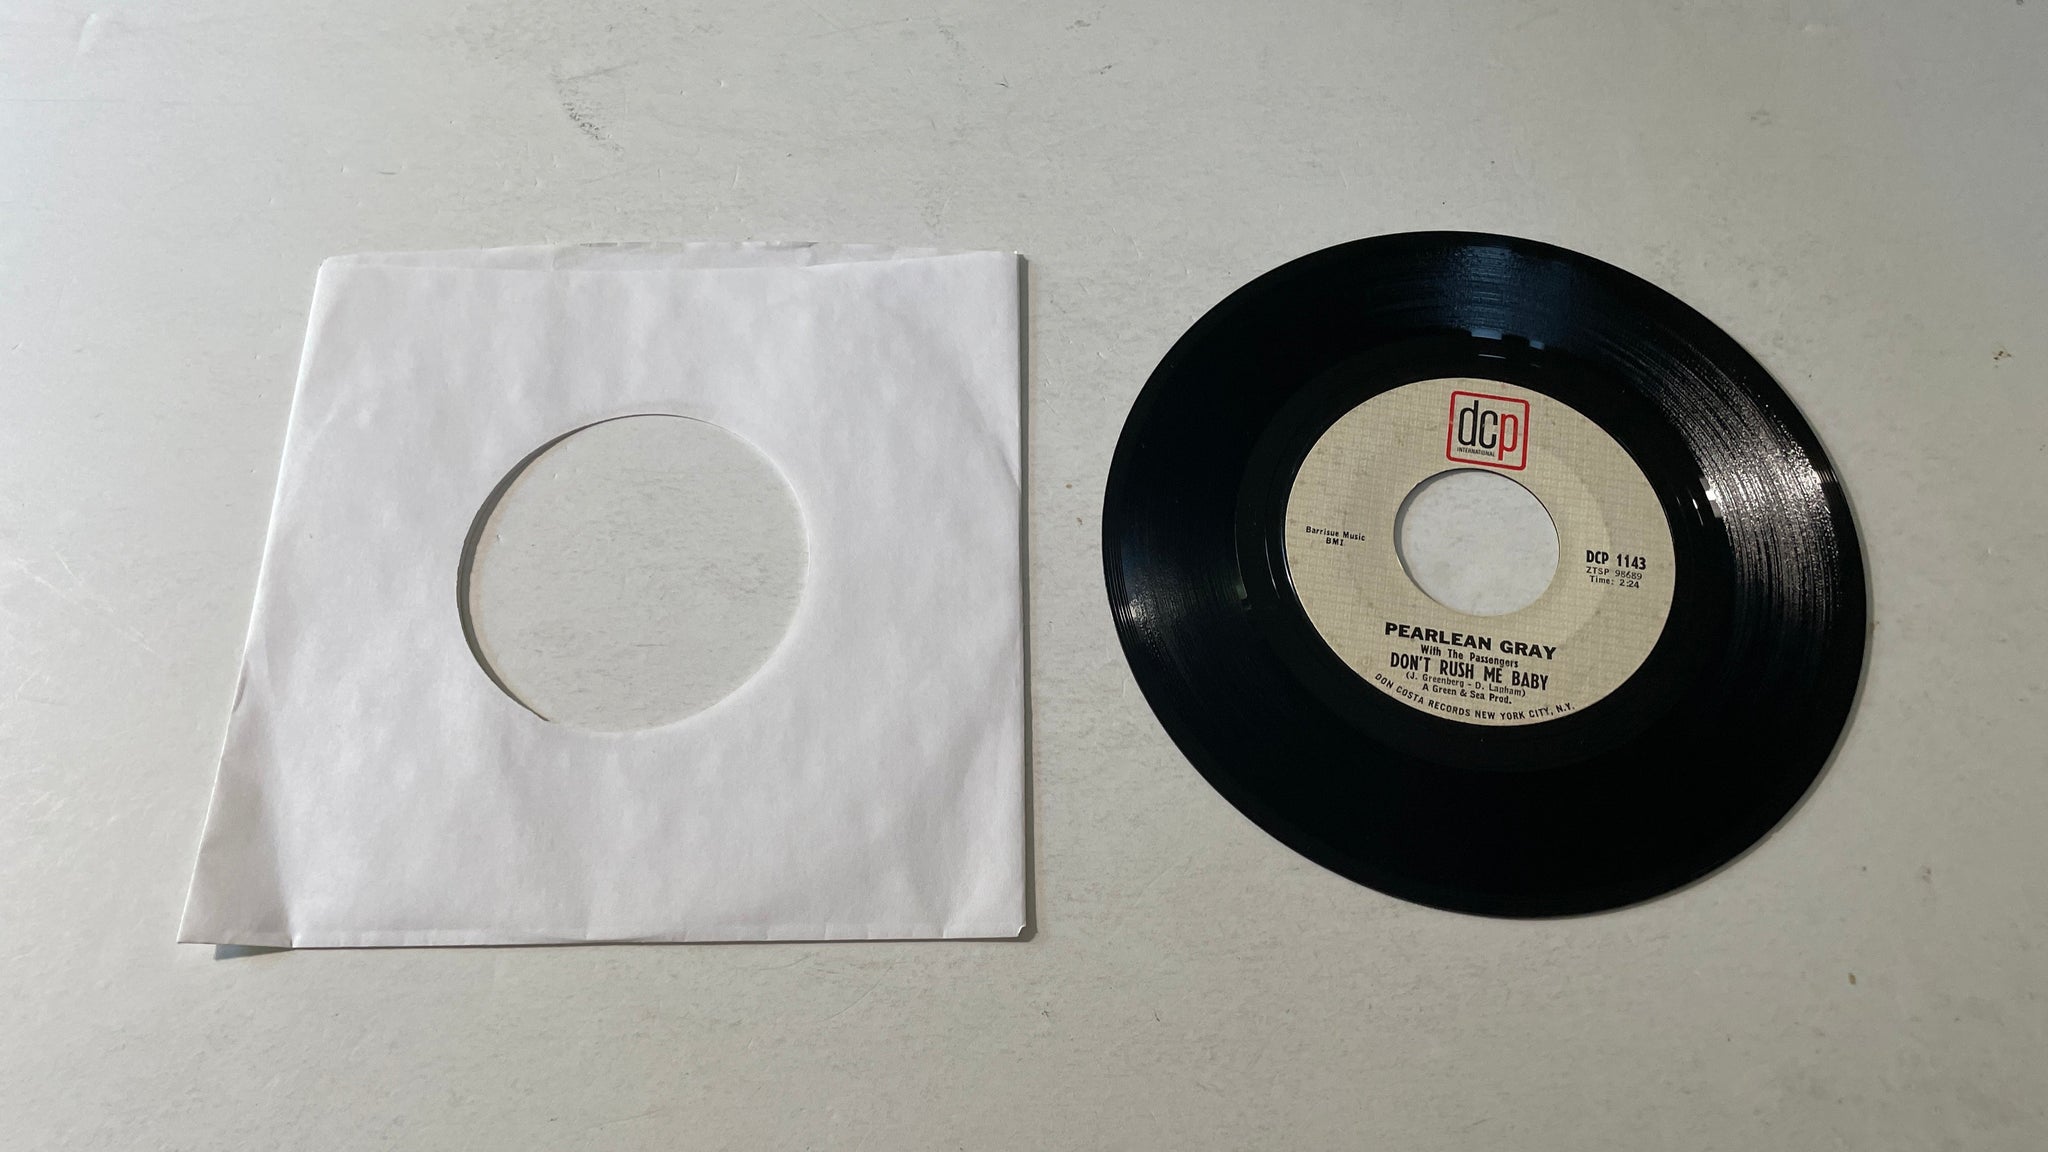 dcp
INTERNATIONAL
Barrisue Music
BMI
DCP 1143
ZTSP 98689
Time: 2:24
PEARLEAN GRAY
With The Passengers
DON'T RUSH ME BABY
(J. Greenberg - D. Lapham)
A Green & Sea Prod.
DON COSTA RECORDS NEW YORK CITY, N.Y.